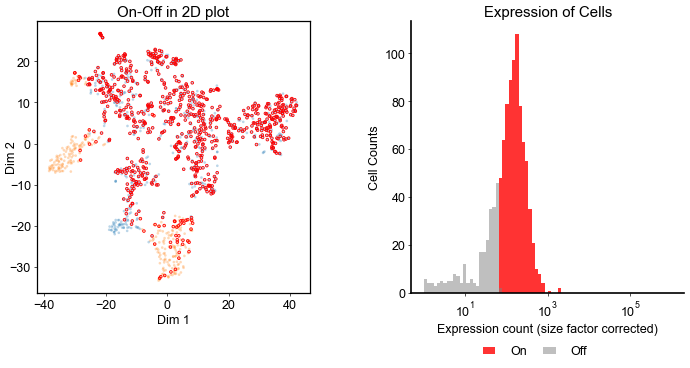 On-Off in 2D plot
Expression of Cells
Dim 2
20
10
0
−10
−20
−30
−40
−20
0
20
40
Dim 1
Cell Counts
100
80
60
40
20
0
10^1
10^3
10^5
Expression count (size factor corrected)
On
Off